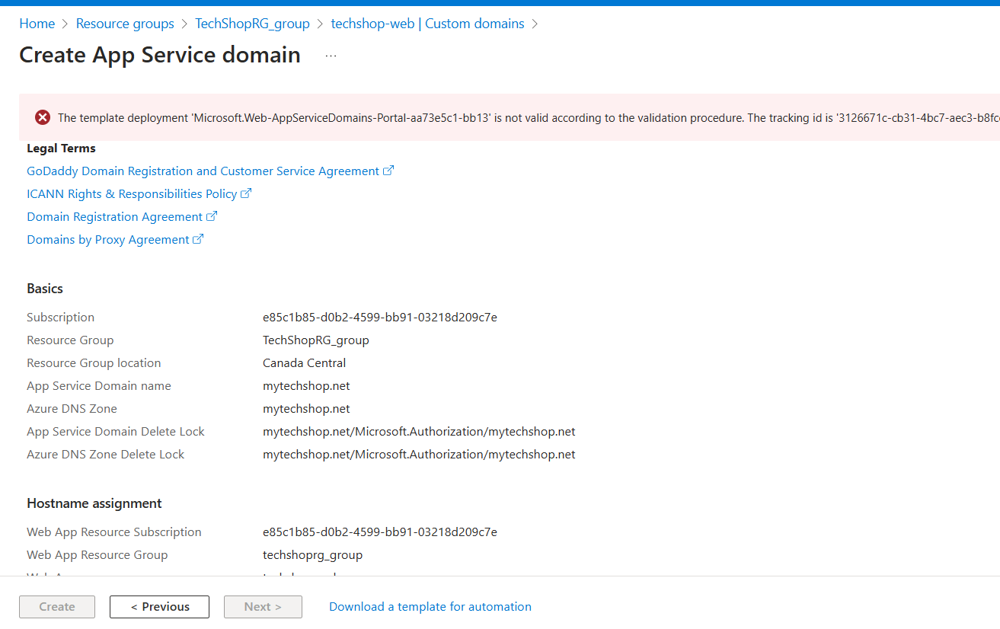 Home > Resource groups > TechShopRG_group > techshop-web | Custom domains >
Create App Service domain ...
The template deployment 'Microsoft.Web-AppServiceDomains-Portal-aa73e5c1-bb13' is not valid according to the validation procedure. The tracking id is '3126671c-cb31-4bc7-aec3-b8fc
Legal Terms
GoDaddy Domain Registration and Customer Service Agreement
ICANN Rights & Responsibilities Policy
Domain Registration Agreement
Domains by Proxy Agreement
Basics
Subscription e85c1b85-d0b2-4599-bb91-03218d209c7e
Resource Group TechShopRG_group
Resource Group location Canada Central
App Service Domain name mytechshop.net
Azure DNS Zone mytechshop.net
App Service Domain Delete Lock mytechshop.net/Microsoft.Authorization/mytechshop.net
Azure DNS Zone Delete Lock mytechshop.net/Microsoft.Authorization/mytechshop.net
Hostname assignment
Web App Resource Subscription e85c1b85-d0b2-4599-bb91-03218d209c7e
Web App Resource Group techshoprg_group
Create < Previous Next > Download a template for automation